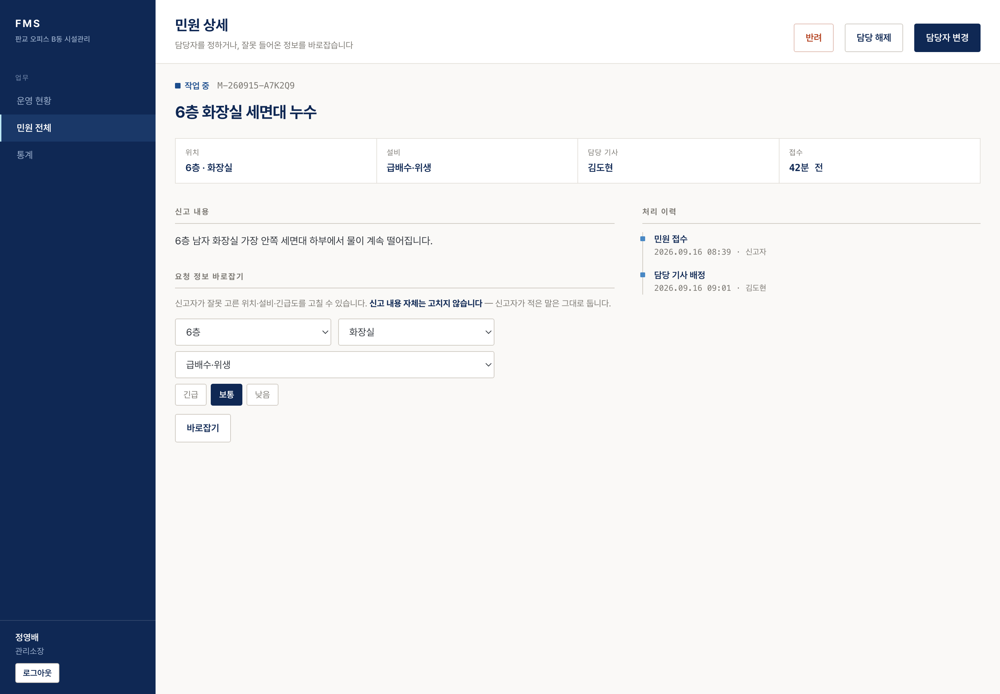 FMS
판교 오피스 B동 시설관리
업무
운영 현황
민원 전체
통계
정영배
관리소장
로그아웃
민원 상세
담당자를 정하거나, 잘못 들어온 정보를 바로잡습니다
반려
담당 해제
담당자 변경
작업 중 M-260915-A7K2Q9
6층 화장실 세면대 누수
위치
6층 · 화장실
설비
급배수·위생
담당 기사
김도현
접수
42분 전
신고 내용
6층 남자 화장실 가장 안쪽 세면대 하부에서 물이 계속 떨어집니다.
요청 정보 바로잡기
신고자가 잘못 고른 위치·설비·긴급도를 고칠 수 있습니다. 신고 내용 자체는 고치지 않습니다 — 신고자가 적은 말은 그대로 둡니다.
6층
화장실
급배수·위생
긴급
보통
낮음
바로잡기
처리 이력
민원 접수
2026.09.16 08:39 · 신고자
담당 기사 배정
2026.09.16 09:01 · 김도현